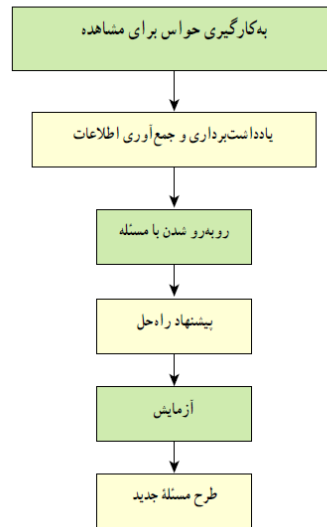 به‌کارگیری حواس برای مشاهده
یادداشت‌برداری و جمع‌آوری اطلاعات
روبه‌رو شدن با مسئله
پیشنهاد راه‌حل
آزمایش
طرح مسئلهٔ جدید